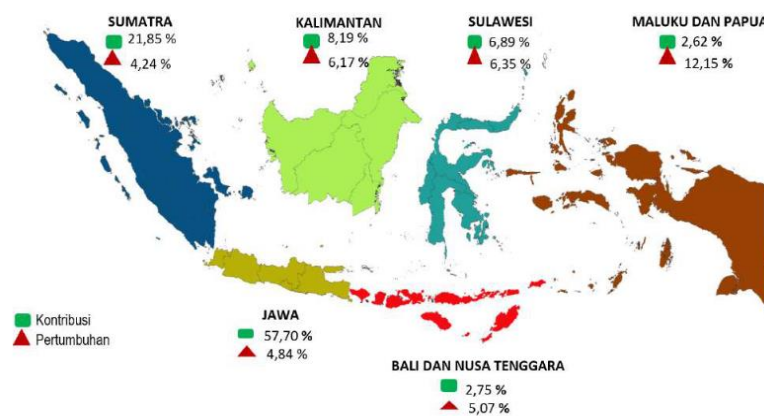 SUMATRA
21,85 %
4,24 %
KALIMANTAN
8,19 %
6,17 %
SULAWESI
6,89 %
6,35 %
MALUKU DAN PAPUA
2,62 %
12,15 %
Kontribusi
Pertumbuhan
JAWA
57,70 %
4,84 %
BALI DAN NUSA TENGGARA
2,75 %
5,07 %